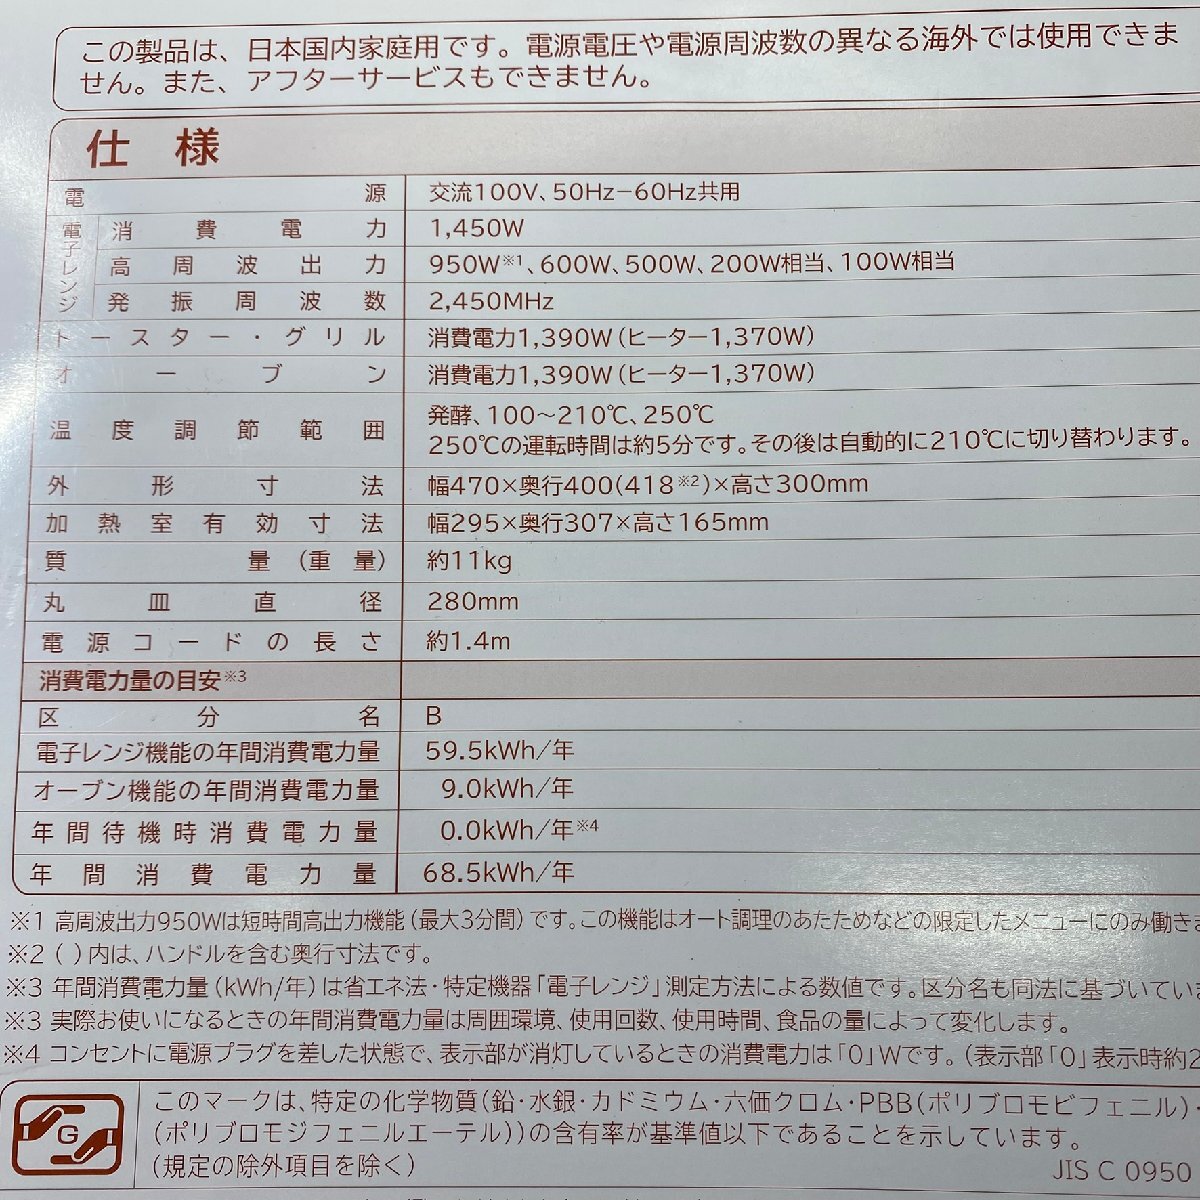 この製品は、日本国内家庭用です。電源電圧や電源周波数の異なる海外では使用できま
せん。また、アフターサービスもできません。
仕様
電源 交流100V、50Hz－60Hz共用
電子レンジ
消費電力 1,450W
高周波出力 950W※1、600W、500W、200W相当、100W相当
発振周波数 2,450MHz
トースター・グリル 消費電力1,390W（ヒーター1,370W）
オーブン 消費電力1,390W（ヒーター1,370W）
温度調節範囲 発酵、100～210℃、250℃
250℃の運転時間は約5分です。その後は自動的に210℃に切り替わります。
外形寸法 幅470×奥行400(418※2)×高さ300mm
加熱室有効寸法 幅295×奥行307×高さ165mm
質量（重量） 約11kg
丸皿直径 280mm
電源コードの長さ 約1.4m
消費電力量の目安※3
区分名 B
電子レンジ機能の年間消費電力量 59.5kWh/年
オーブン機能の年間消費電力量 9.0kWh/年
年間待機時消費電力量 0.0kWh/年※4
年間消費電力量 68.5kWh/年
※1 高周波出力950Wは短時間高出力機能（最大3分間）です。この機能はオート調理のあたためなどの限定したメニューにのみ働きま
※2 ( )内は、ハンドルを含む奥行寸法です。
※3 年間消費電力量（kWh/年）は省エネ法・特定機器「電子レンジ」測定方法による数値です。区分名も同法に基づいてい
※3 実際お使いになるときの年間消費電力量は周囲環境、使用回数、使用時間、食品の量によって変化します。
※4 コンセントに電源プラグを差した状態で、表示部が消灯しているときの消費電力は「0」Wです。（表示部「0」表示時約2
G
このマークは、特定の化学物質（鉛・水銀・カドミウム・六価クロム・PBB（ポリブロモビフェニル）・
（ポリブロモジフェニルエーテル））の含有率が基準値以下であることを示しています。
（規定の除外項目を除く）
JIS C 0950